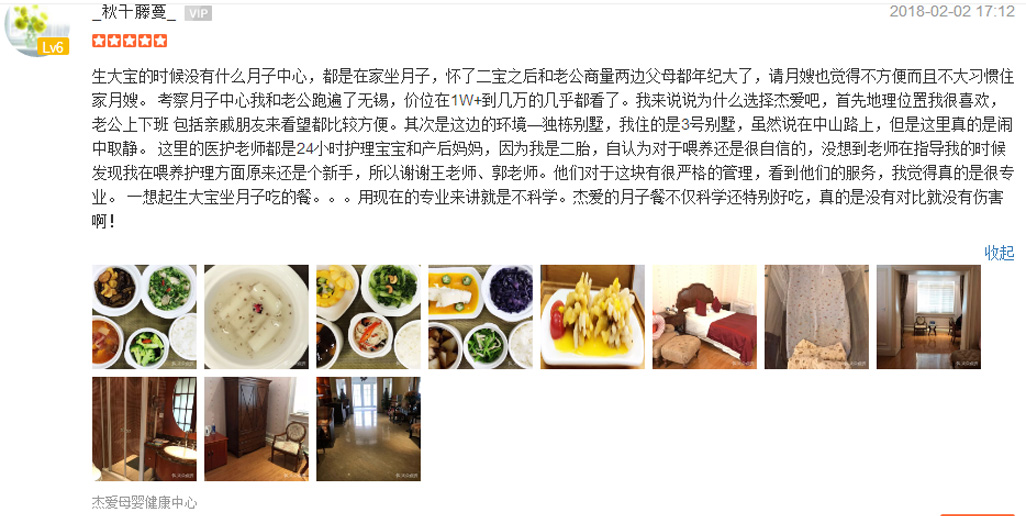 _秋千藤蔓_ VIP
2018-02-02 17:12
Lv6
生大宝的时候没有什么月子中心，都是在家坐月子，怀了二宝之后和老公商量两边父母都年纪大了，请月嫂也觉得不方便而且不大习惯住
家月嫂。 考察月子中心我和老公跑遍了无锡，价位在1W+到几万的几乎都看了。我来说说为什么选择杰爱吧，首先地理位置我很喜欢，
老公上下班 包括亲戚朋友来看望都比较方便。其次是这边的环境—独栋别墅，我住的是3号别墅，虽然说在中山路上，但是这里真的是闹
中取静。 这里的医护老师都是24小时护理宝宝和产后妈妈，因为我是二胎，自认为对于喂养还是很自信的，没想到老师在指导我的时候
发现我在喂养护理方面原来还是个新手，所以谢谢王老师、郭老师。他们对于这块有很严格的管理，看到他们的服务，我觉得真的是很专
业。 一想起生大宝坐月子吃的餐。。。用现在的专业来讲就是不科学。杰爱的月子餐不仅科学还特别好吃，真的是没有对比就没有伤害
啊！
收起
杰爱母婴健康中心